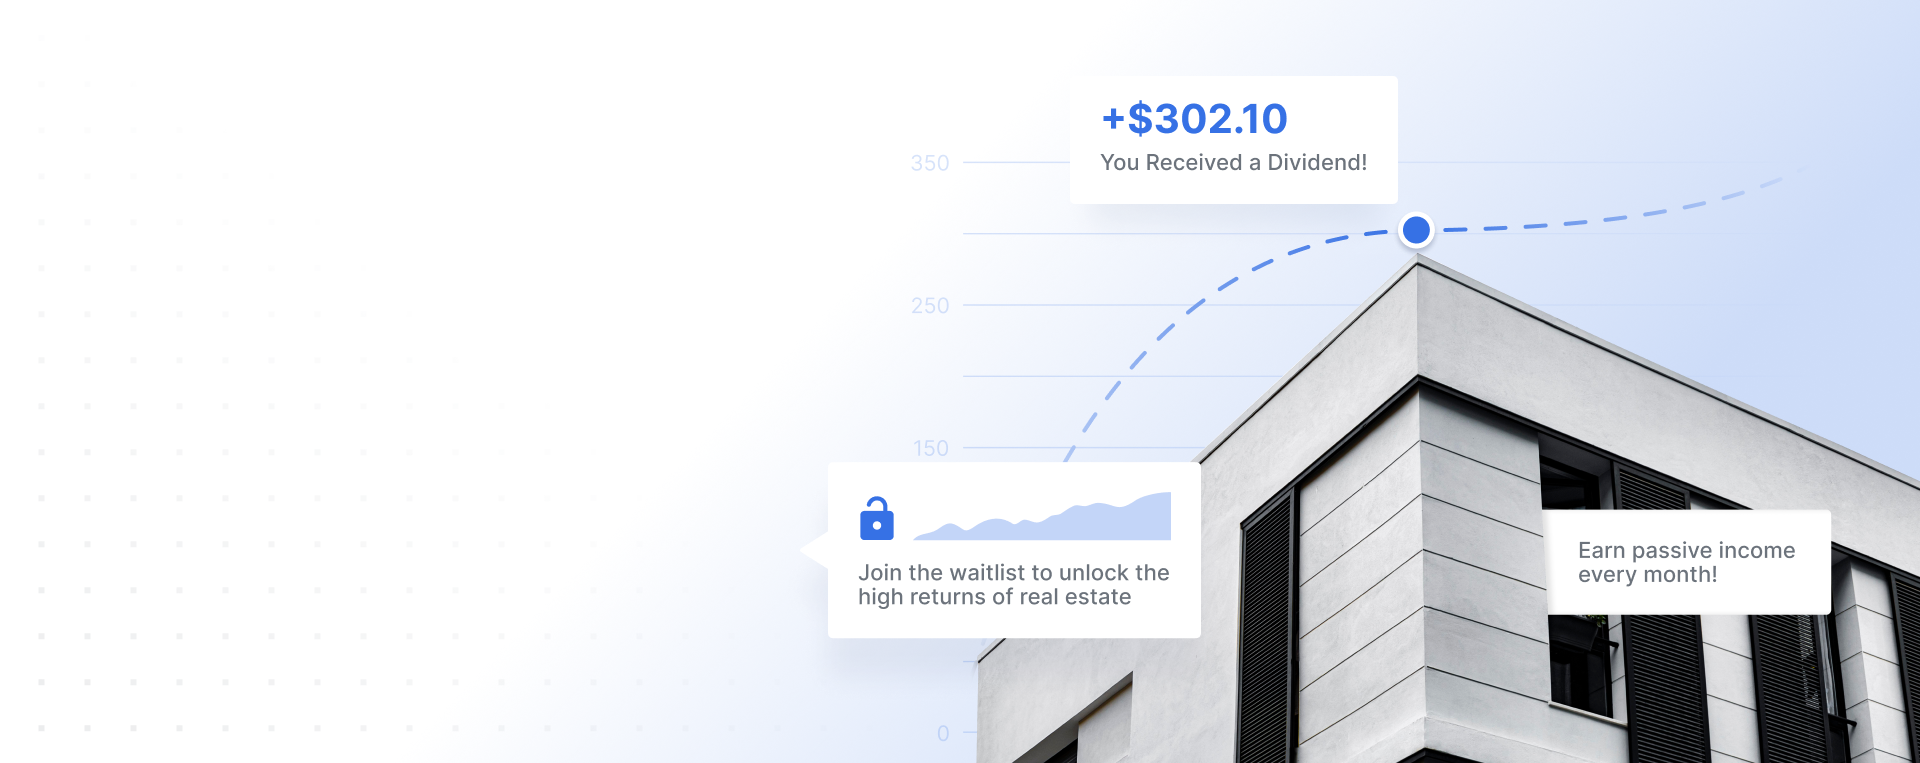 +$302.10
You Received a Dividend!
350
250
150
Join the waitlist to unlock the
high returns of real estate
Earn passive income
every month!
0